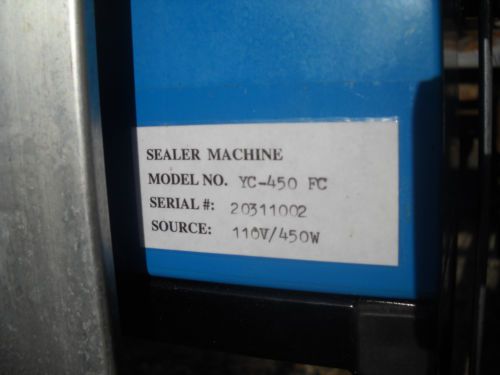 SEALER MACHINE
MODEL NO. YC-450 FC
SERIAL #: 20311002
SOURCE: 110V/450W